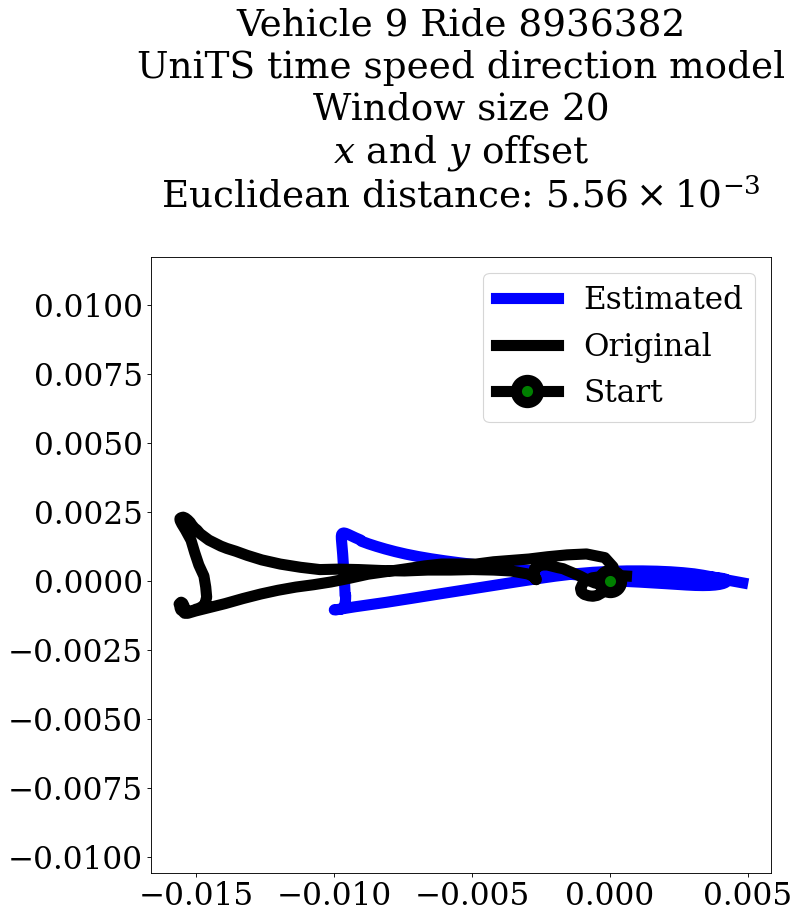 Vehicle 9 Ride 8936382
UniTS time speed direction model
Window size 20
x and y offset
Euclidean distance: 5.56 × 10⁻³
Estimated
Original
Start
0.0100
0.0075
0.0050
0.0025
0.0000
−0.0025
−0.0050
−0.0075
−0.0100
−0.015 −0.010 −0.005 0.000 0.005